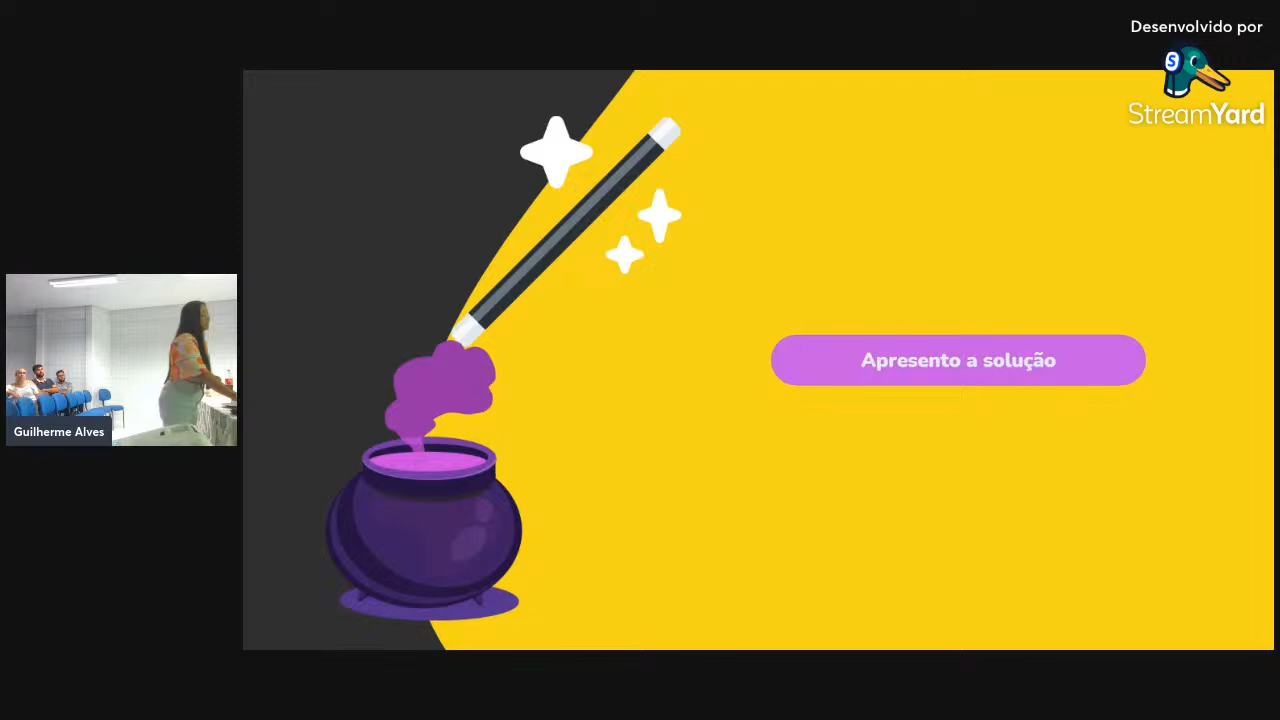 Desenvolvido por
S
StreamYard
Apresento a solução
Guilherme Alves